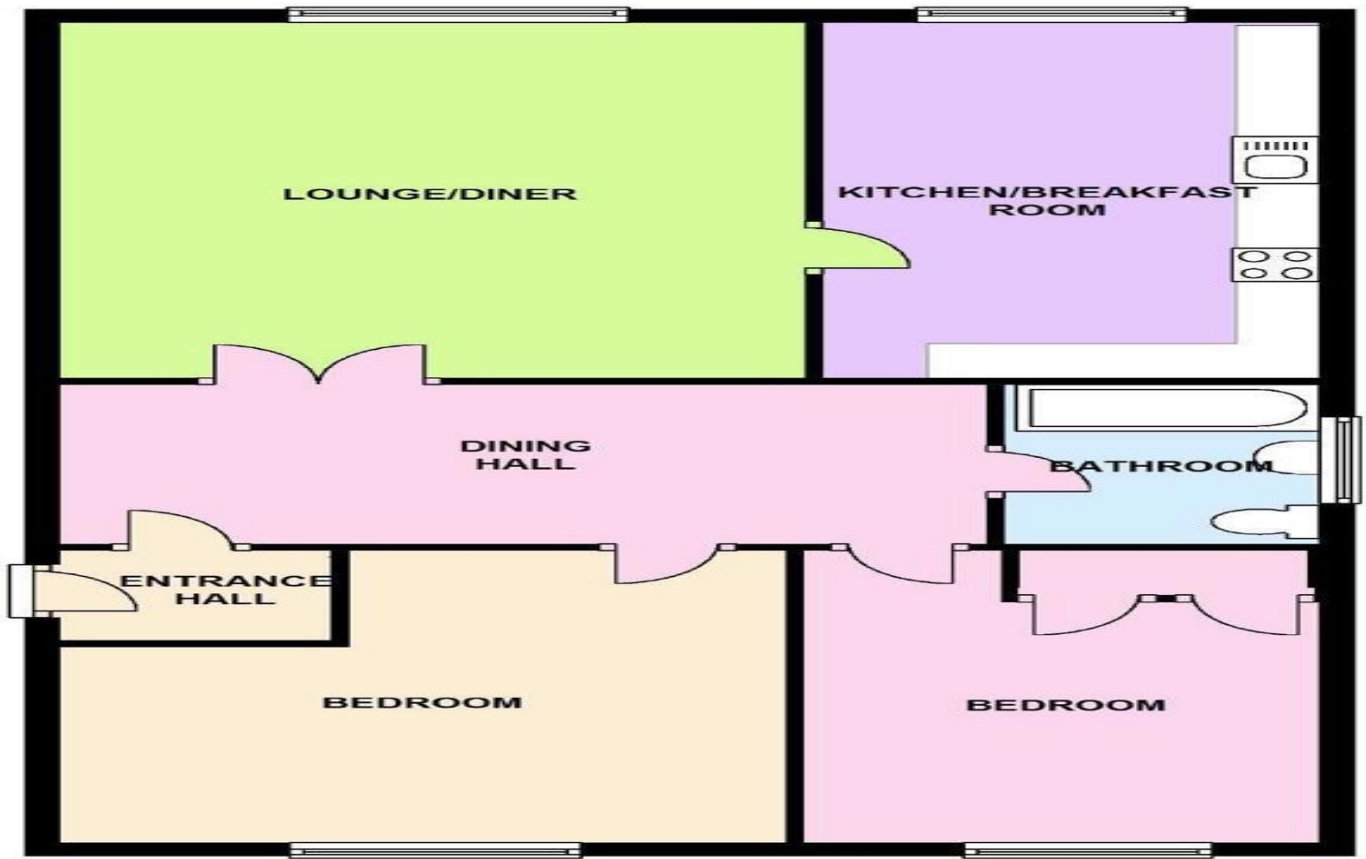 LOUNGE/DINER
KITCHEN/BREAKFAST
ROOM
DINING
HALL
BATHROOM
ENTRANCE
HALL
BEDROOM
BEDROOM